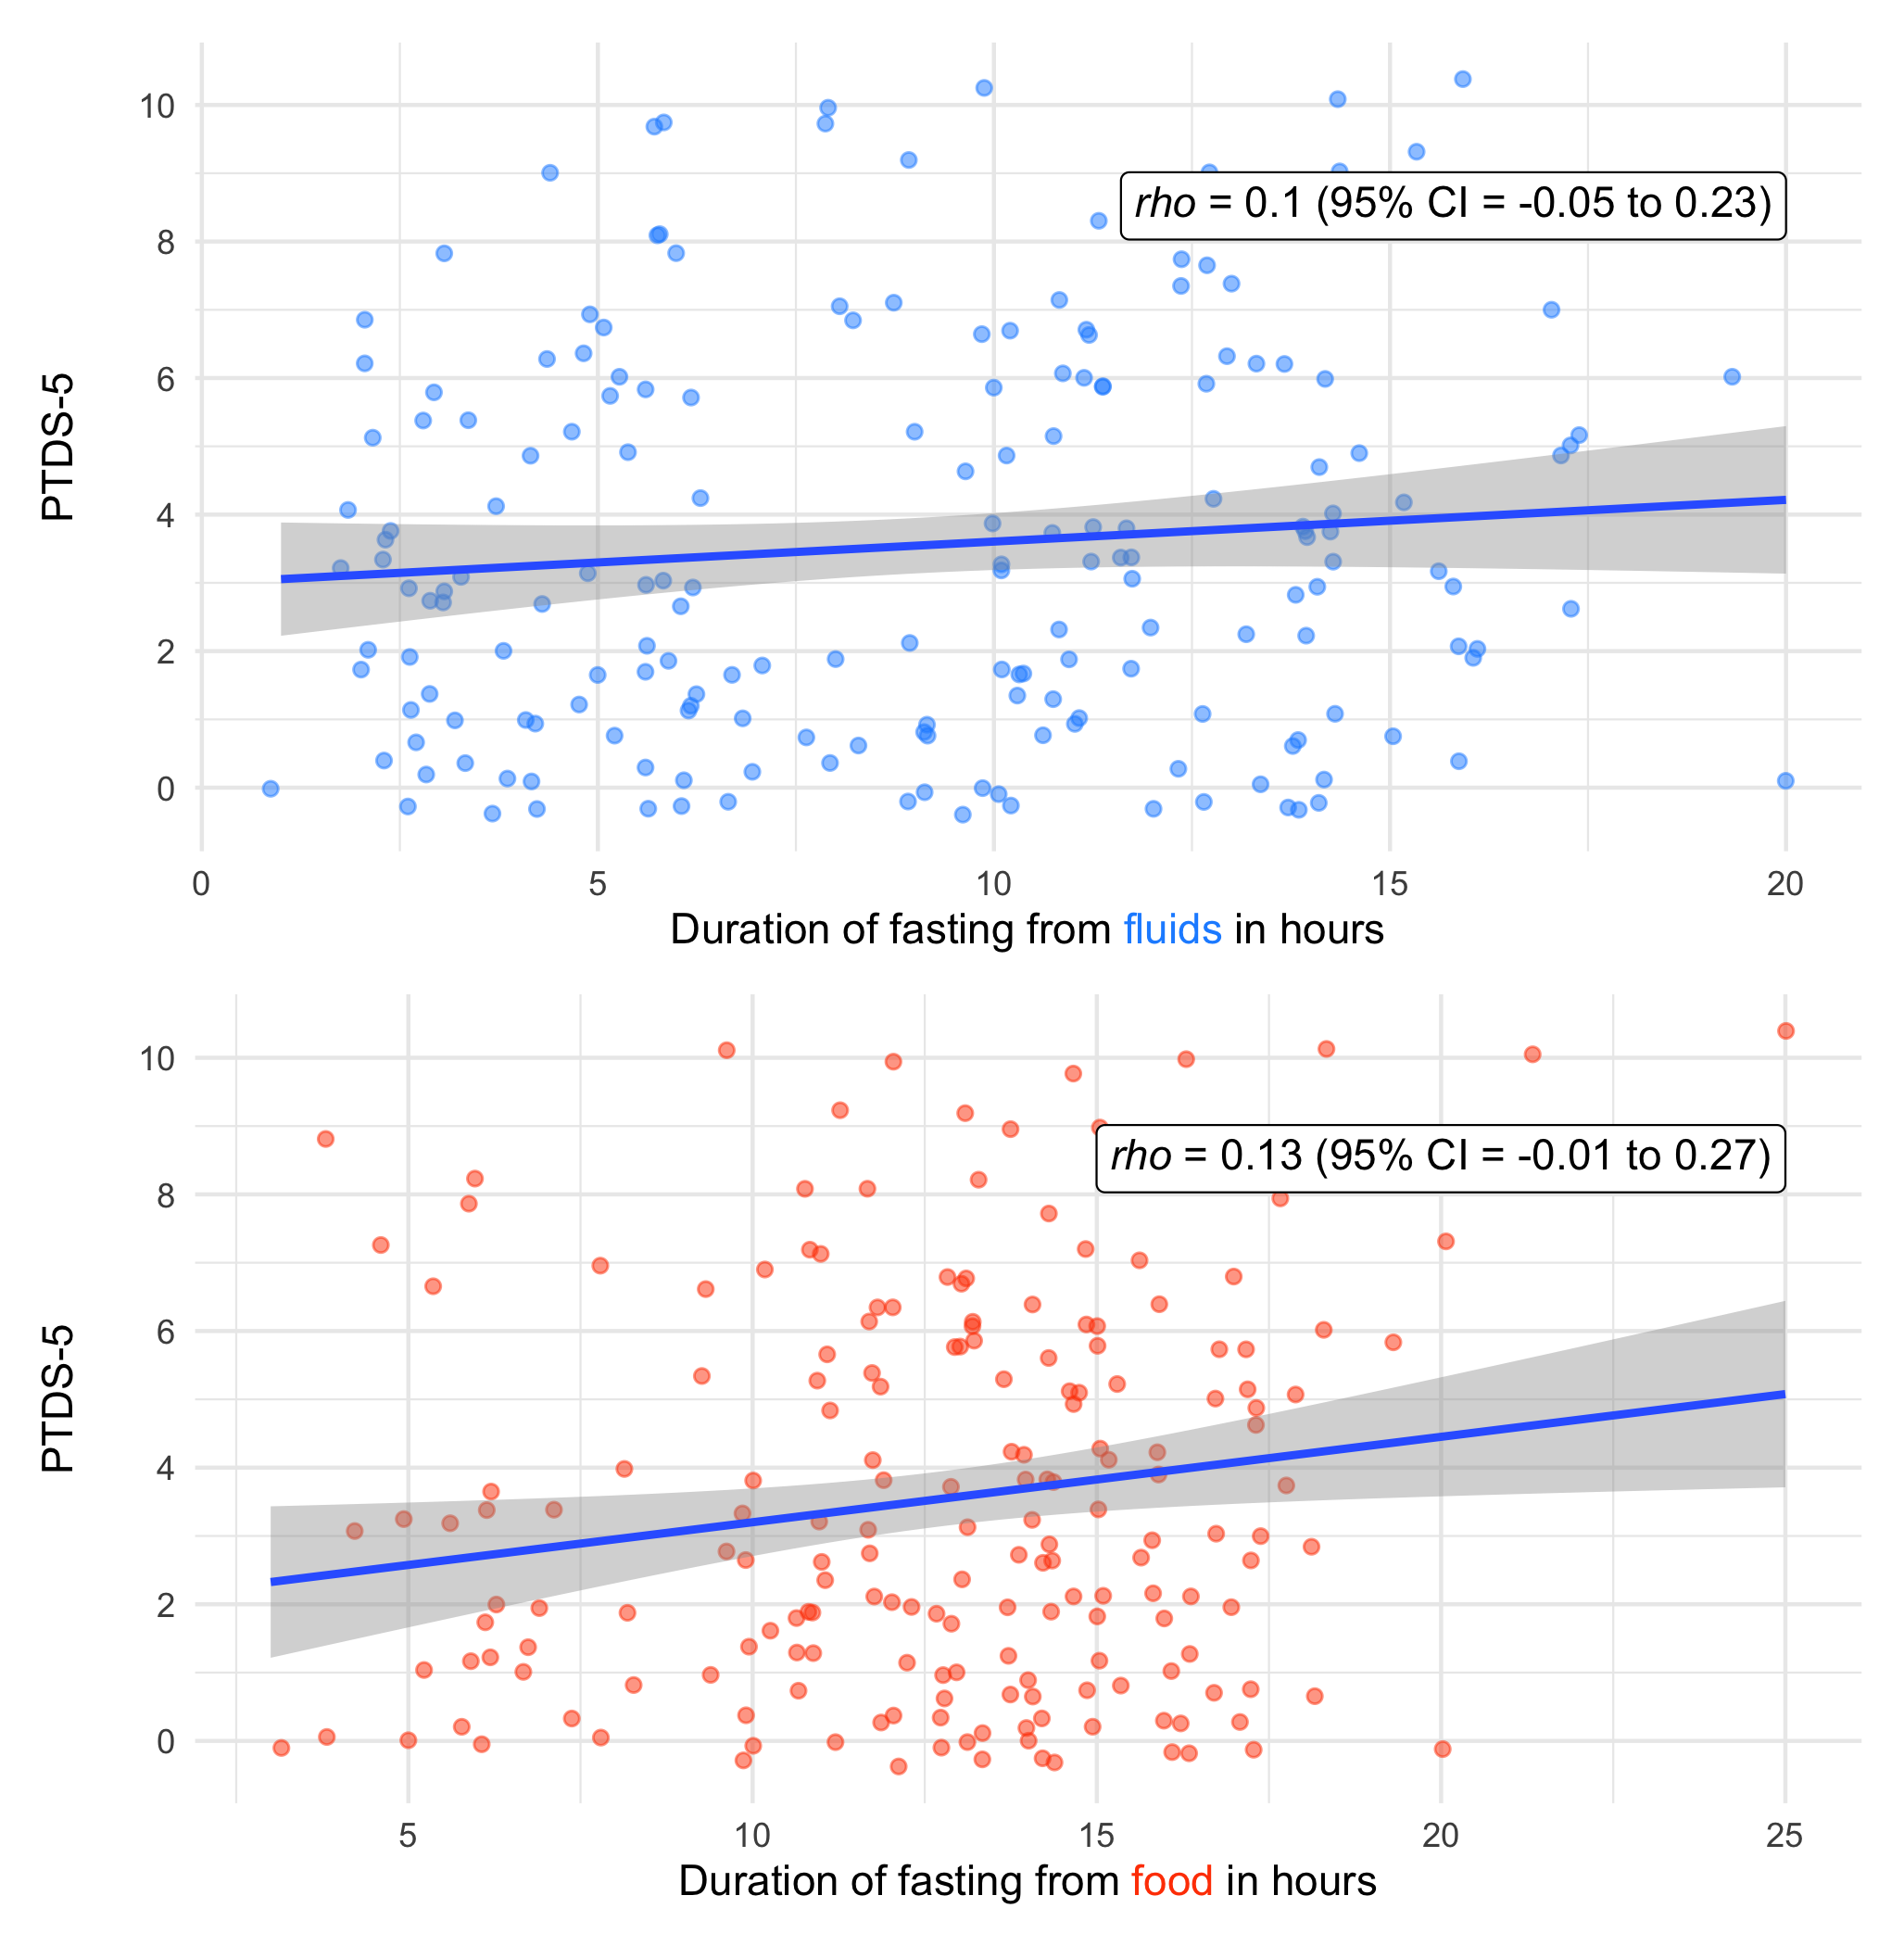 PTDS-5
10
8
6
4
2
0
rho = 0.1 (95% CI = -0.05 to 0.23)
0 5 10 15 20
Duration of fasting from fluids in hours
PTDS-5
10
8
6
4
2
0
rho = 0.13 (95% CI = -0.01 to 0.27)
5 10 15 20 25
Duration of fasting from food in hours